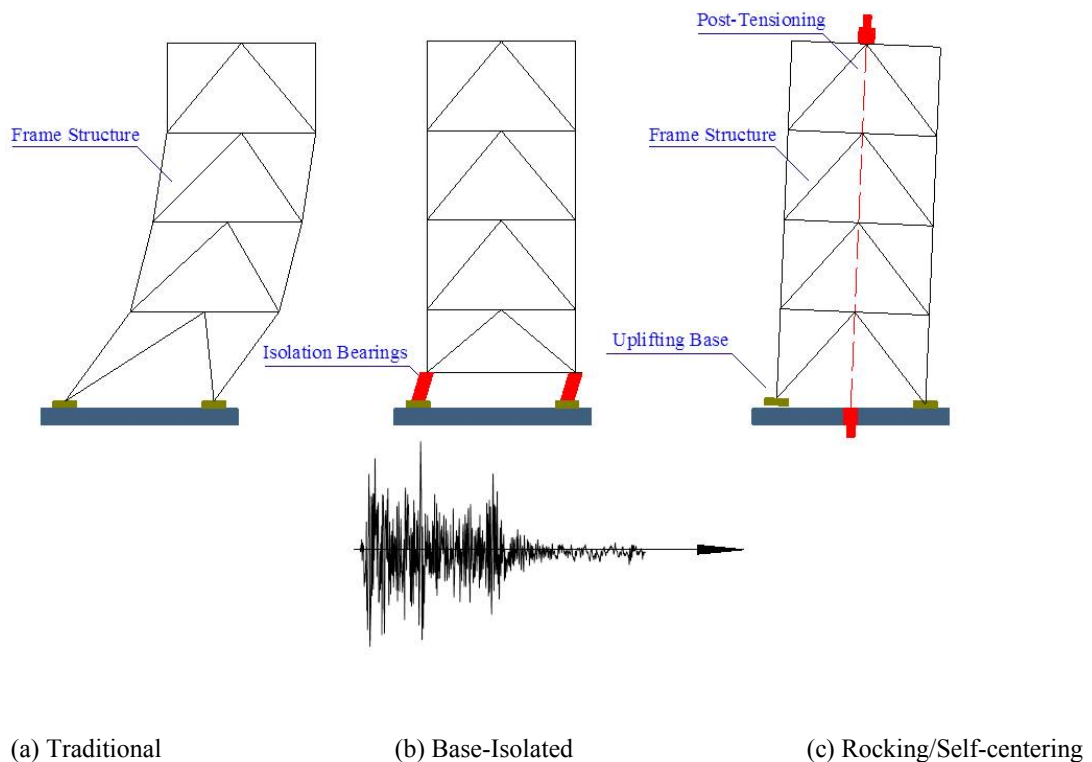 Post-Tensioning
Frame Structure
Frame Structure
Isolation Bearings
Uplifting Base
(a) Traditional
(b) Base-Isolated
(c) Rocking/Self-centering